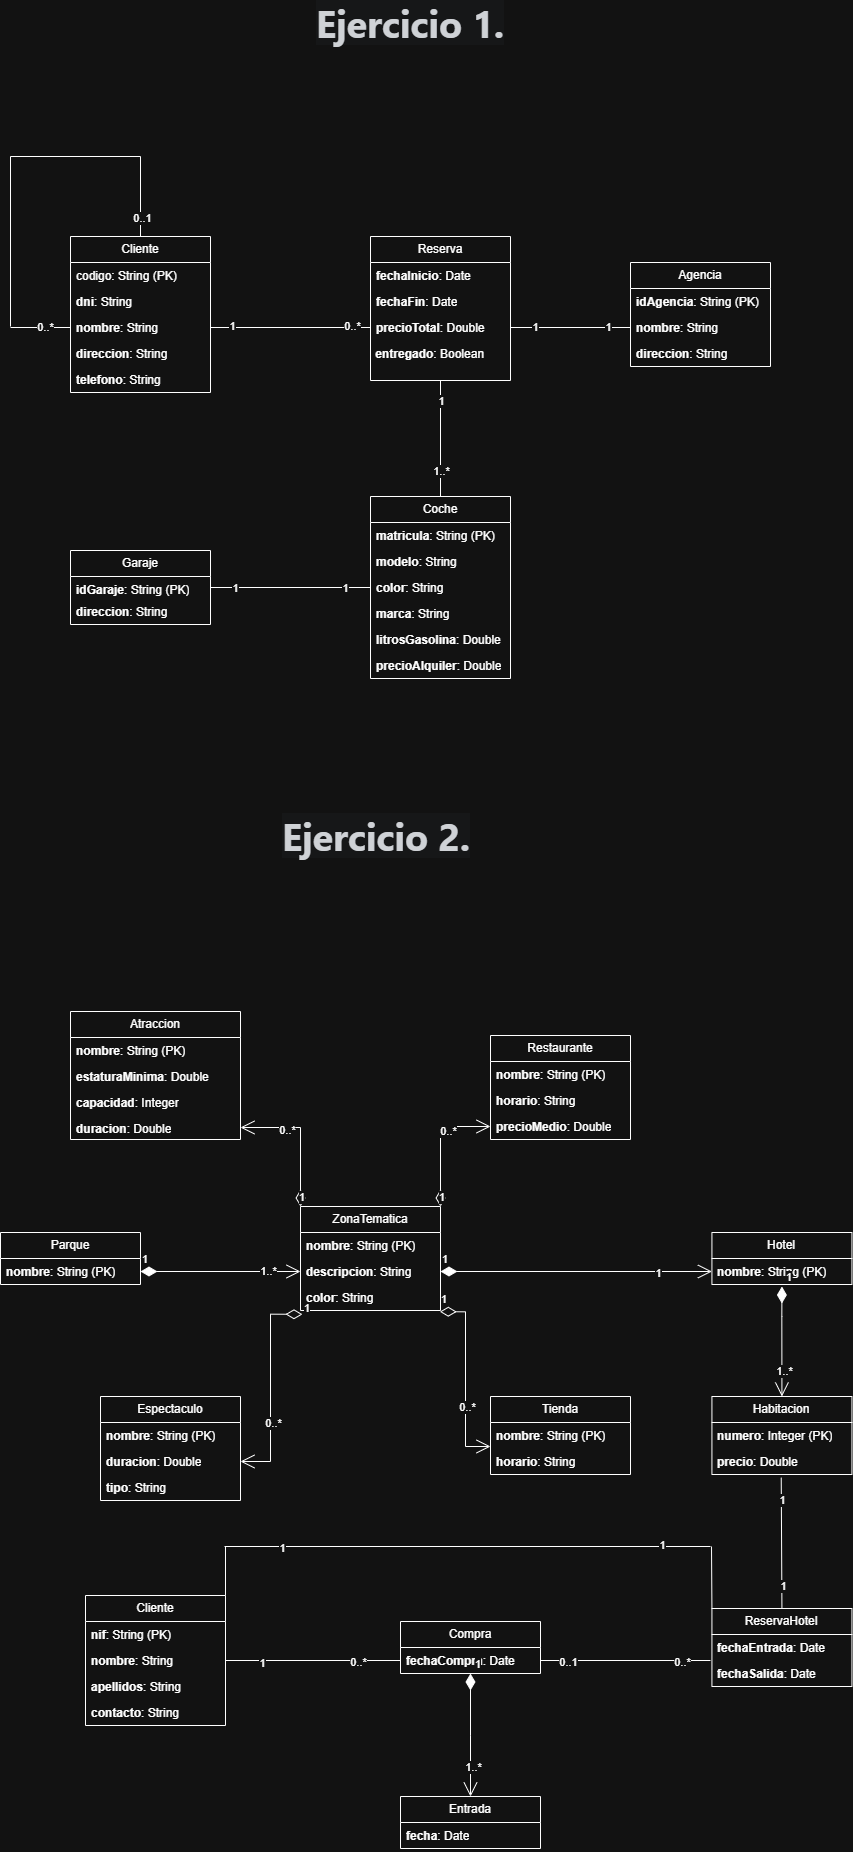 Ejercicio 1.
0..1
Cliente
codigo: String (PK)
dni: String
nombre: String
direccion: String
telefono: String
0..*
1
0..*
Reserva
fechaInicio: Date
fechaFin: Date
precioTotal: Double
entregado: Boolean
1
1
Agencia
idAgencia: String (PK)
nombre: String
direccion: String
1
1..*
Coche
matricula: String (PK)
modelo: String
color: String
marca: String
litrosGasolina: Double
precioAlquiler: Double
Garaje
idGaraje: String (PK)
direccion: String
1
1
Ejercicio 2.
Atraccion
nombre: String (PK)
estaturaMinima: Double
capacidad: Integer
duracion: Double
0..*
1
Restaurante
nombre: String (PK)
horario: String
precioMedio: Double
0..*
1
Parque
nombre: String (PK)
1
1..*
ZonaTematica
nombre: String (PK)
descripcion: String
color: String
1
1
Hotel
nombre: String (PK)
1
1..*
1
1
Espectaculo
nombre: String (PK)
duracion: Double
tipo: String
0..*
0..*
Tienda
nombre: String (PK)
horario: String
Habitacion
numero: Integer (PK)
precio: Double
1
1
1
1
Cliente
nif: String (PK)
nombre: String
apellidos: String
contacto: String
1
0..*
Compra
fechaCompra: Date
1
0..1
0..*
ReservaHotel
fechaEntrada: Date
fechaSalida: Date
1..*
Entrada
fecha: Date